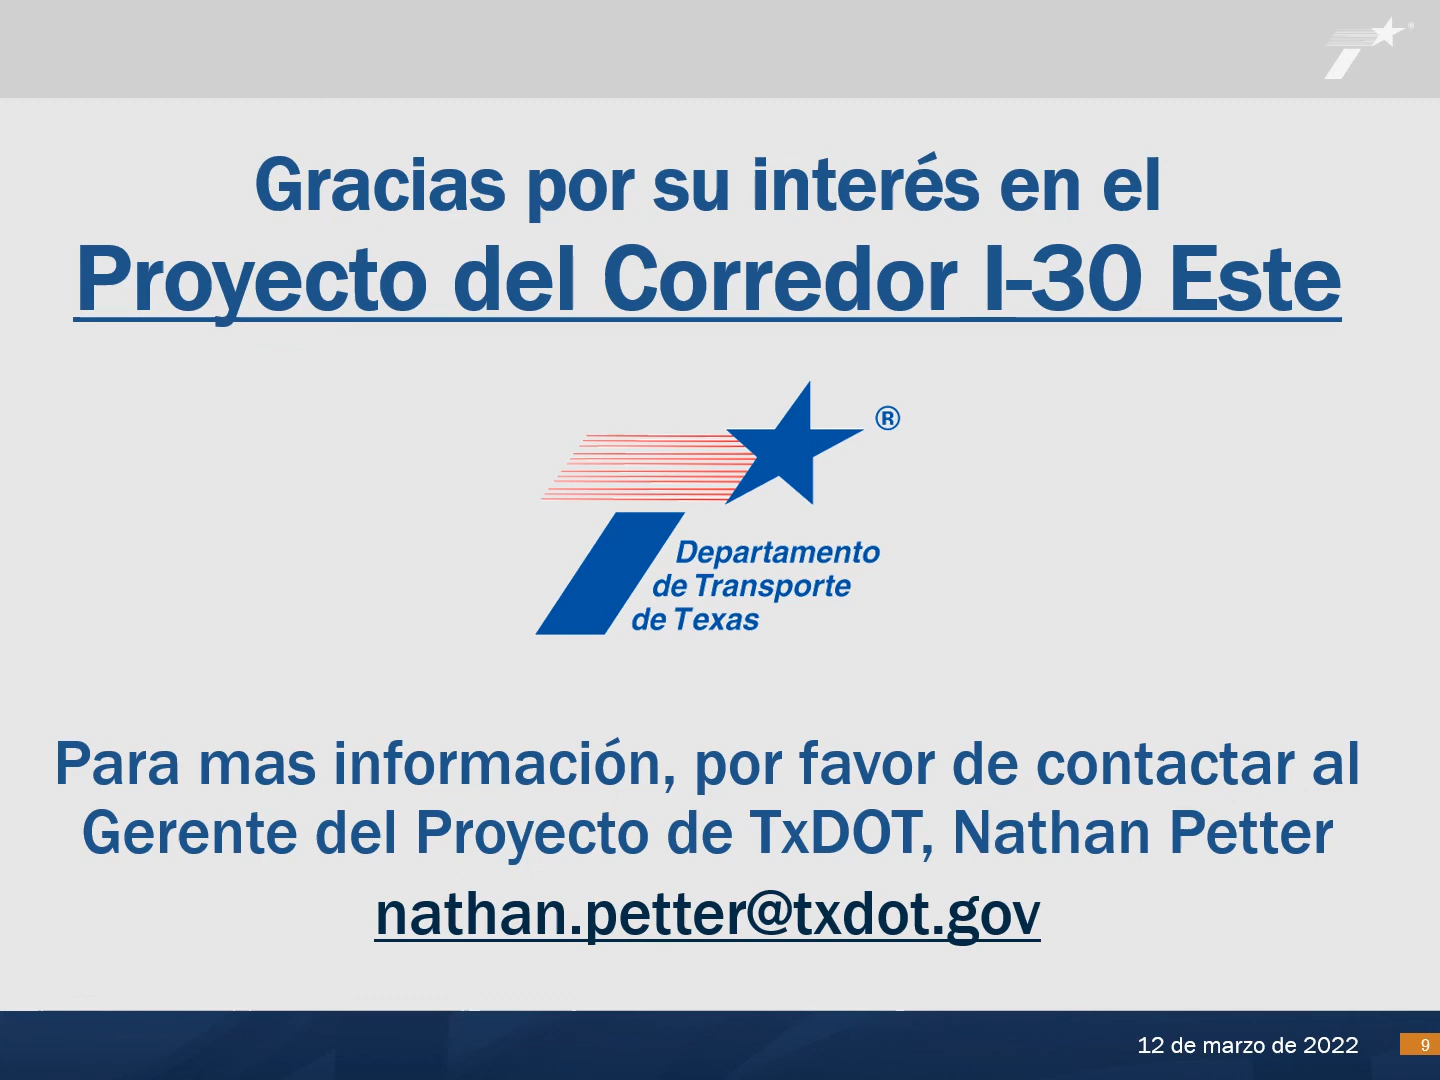 Gracias por su interés en el
Proyecto del Corredor I-30 Este
®
Departamento
de Transporte
de Texas
Para mas información, por favor de contactar al
Gerente del Proyecto de TxDOT, Nathan Petter
nathan.petter@txdot.gov
12 de marzo de 2022
9